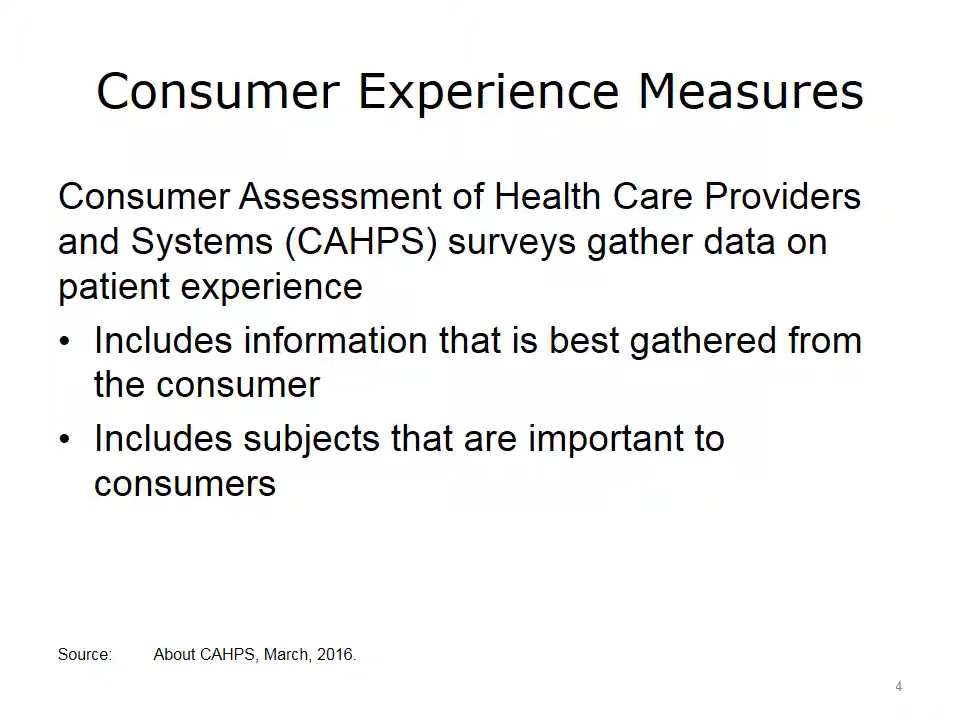 Consumer Experience Measures
Consumer Assessment of Health Care Providers
and Systems (CAHPS) surveys gather data on
patient experience
• Includes information that is best gathered from
the consumer
• Includes subjects that are important to
consumers
Source: About CAHPS, March, 2016.
4